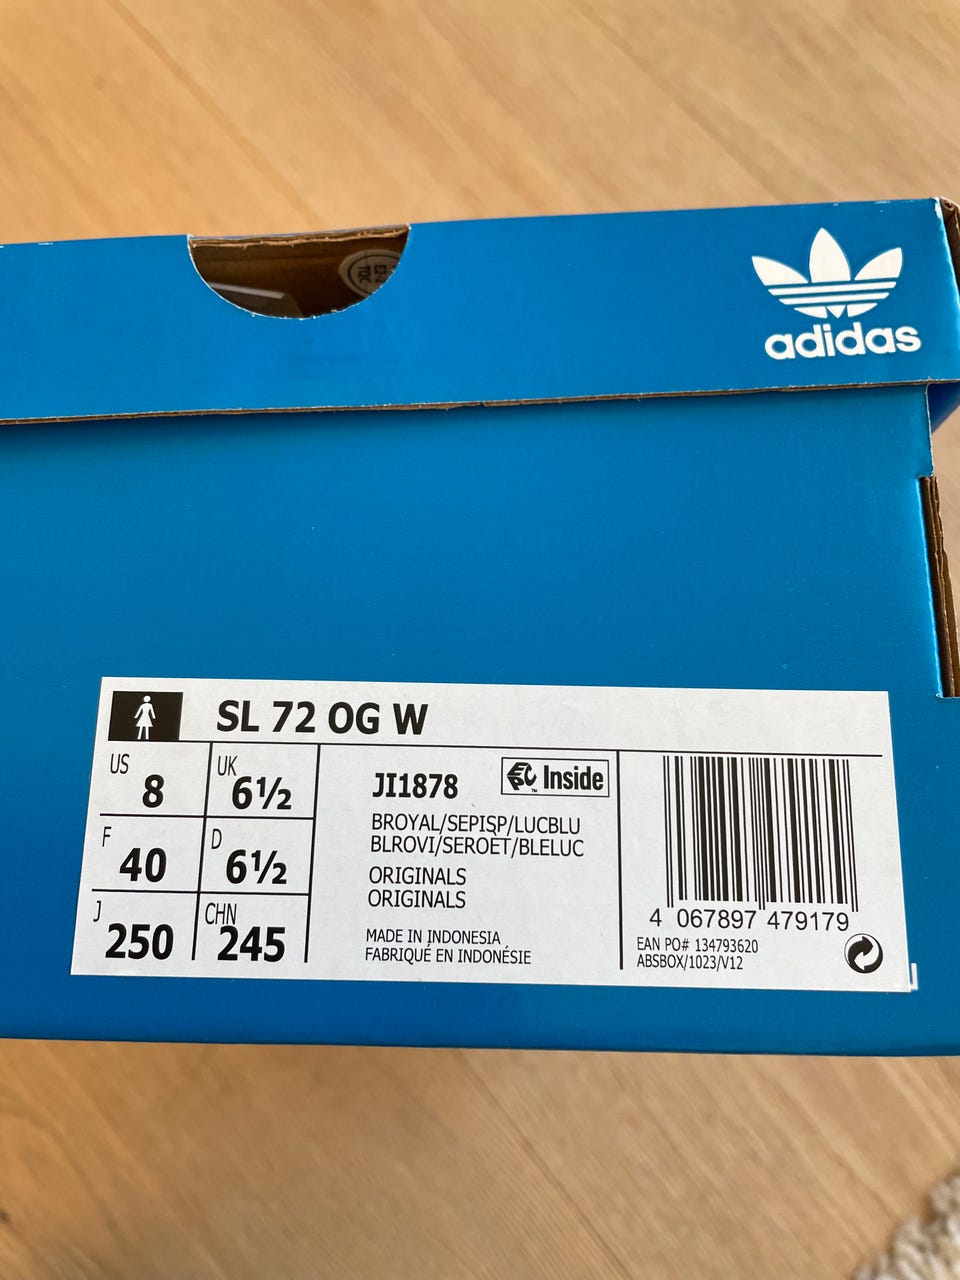 adidas
SL 72 OG W
US
8
UK
6½
F
40
D
6½
J
250
CHN
245
JI1878
EPC™ Inside
BROYAL/SEPISP/LUCBLU
BLROVI/SEROET/BLELUC
ORIGINALS
ORIGINALS
MADE IN INDONESIA
FABRIQUÉ EN INDONÉSIE
4 067897 479179
EAN PO# 134793620
ABSBOX/1023/V12